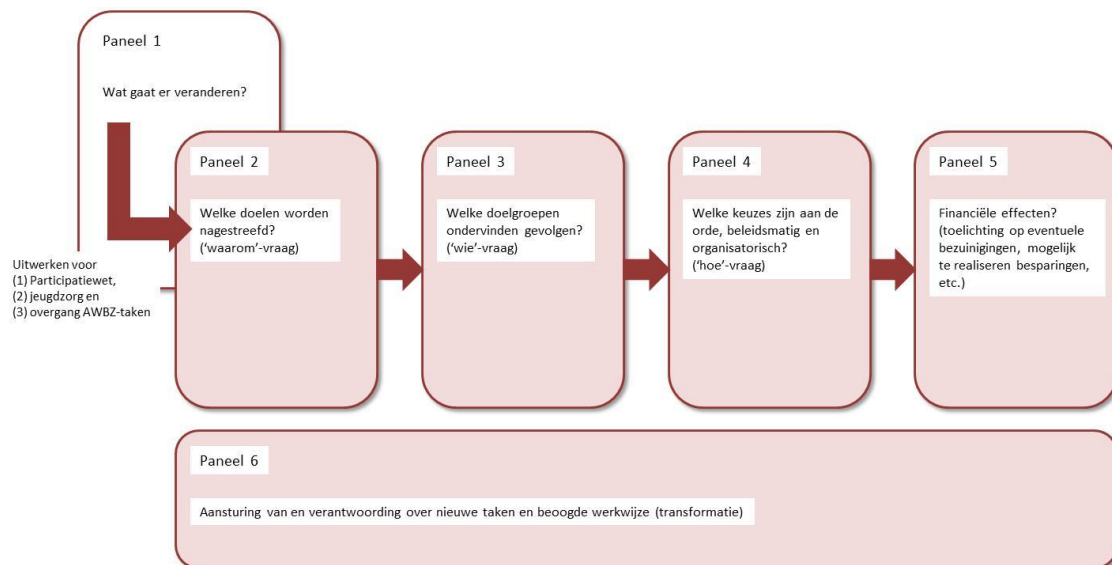 Paneel 1
Wat gaat er veranderen?
Uitwerken voor
(1) Participatiewet,
(2) jeugdzorg en
(3) overgang AWBZ-taken
Paneel 2
Welke doelen worden
nagestreefd?
(‘waarom’-vraag)
Paneel 3
Welke doelgroepen
ondervinden gevolgen?
(‘wie’-vraag)
Paneel 4
Welke keuzes zijn aan de
orde, beleidsmatig en
organisatorisch?
(‘hoe’-vraag)
Paneel 5
Financiële effecten?
(toelichting op eventuele
bezuinigingen, mogelijk
te realiseren besparingen,
etc.)
Paneel 6
Aansturing van en verantwoording over nieuwe taken en beoogde werkwijze (transformatie)